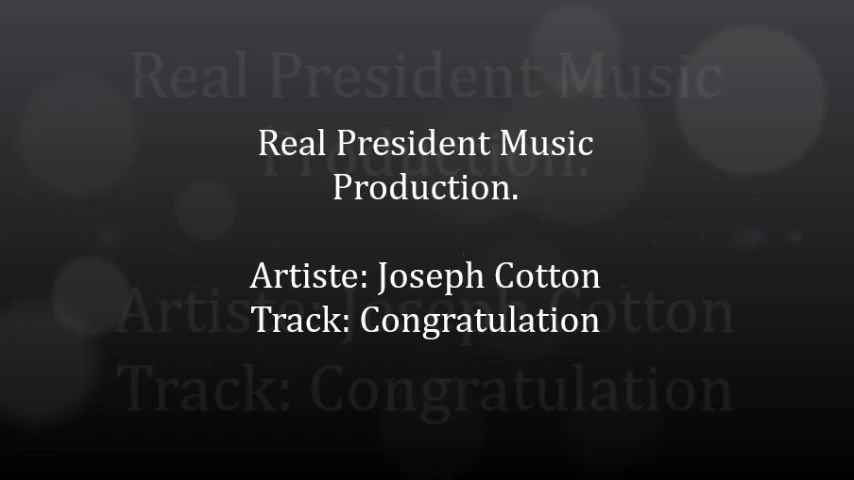 Real President Music
Production.
Artiste: Joseph Cotton
Track: Congratulation